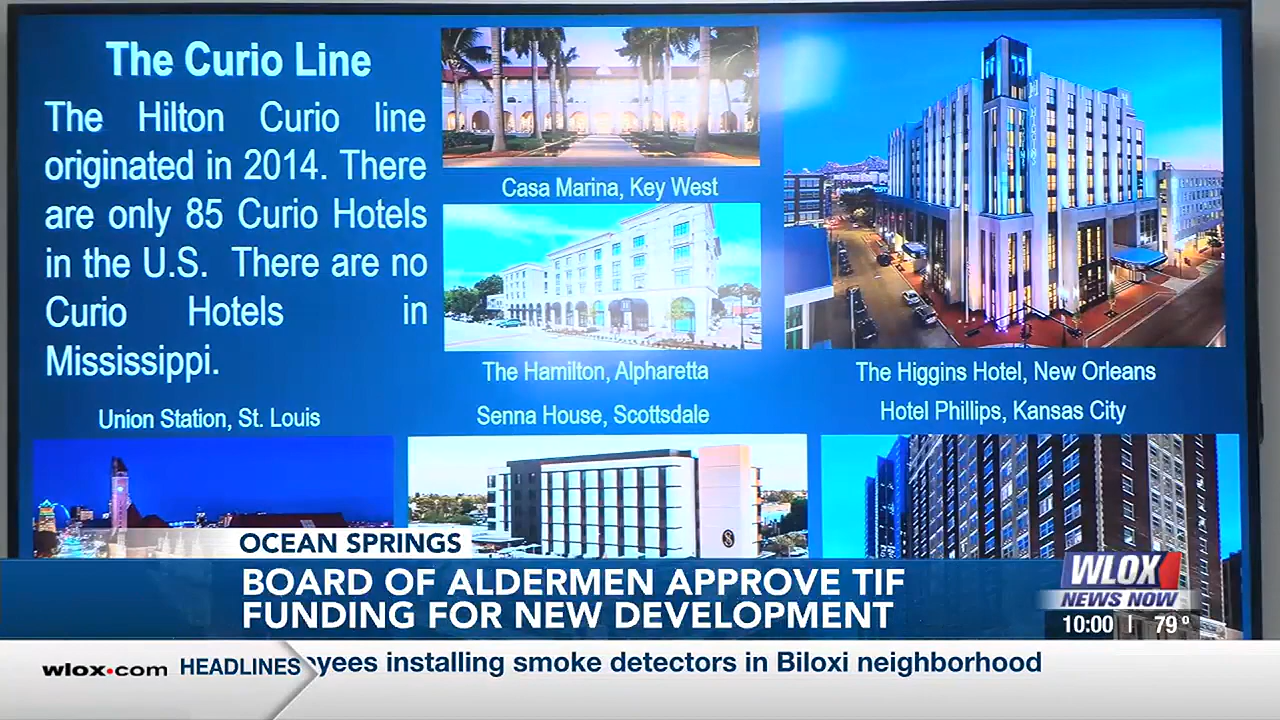 The Curio Line
The Hilton Curio line
originated in 2014. There
are only 85 Curio Hotels
in the U.S. There are no
Curio Hotels in
Mississippi.
Casa Marina, Key West
The Hamilton, Alpharetta
The Higgins Hotel, New Orleans
Union Station, St. Louis
Senna House, Scottsdale
Hotel Phillips, Kansas City
OCEAN SPRINGS
BOARD OF ALDERMEN APPROVE TIF
FUNDING FOR NEW DEVELOPMENT
WLOX
NEWS NOW
10:00 | 79°
wlox.com HEADLINES yees installing smoke detectors in Biloxi neighborhood